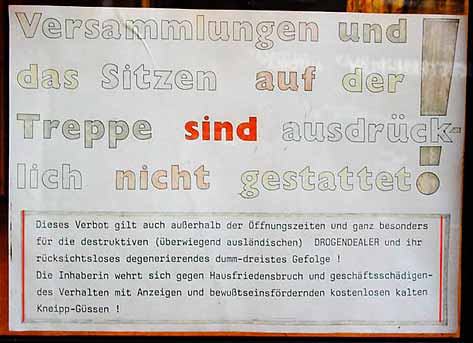 Versammlungen und
das Sitzen auf der
Treppe sind ausdrück-
lich nicht gestattet!
Dieses Verbot gilt auch außerhalb der Öffnungszeiten und ganz besonders
für die destruktiven (überwiegend ausländischen) DROGENDEALER und ihr
rücksichtsloses degenerierendes dumm-dreistes Gefolge !
Die Inhaberin wehrt sich gegen Hausfriedensbruch und geschäftsschädigen-
des Verhalten mit Anzeigen und bewußtseinsfördernden kostenlosen kalten
Kneipp-Güssen !